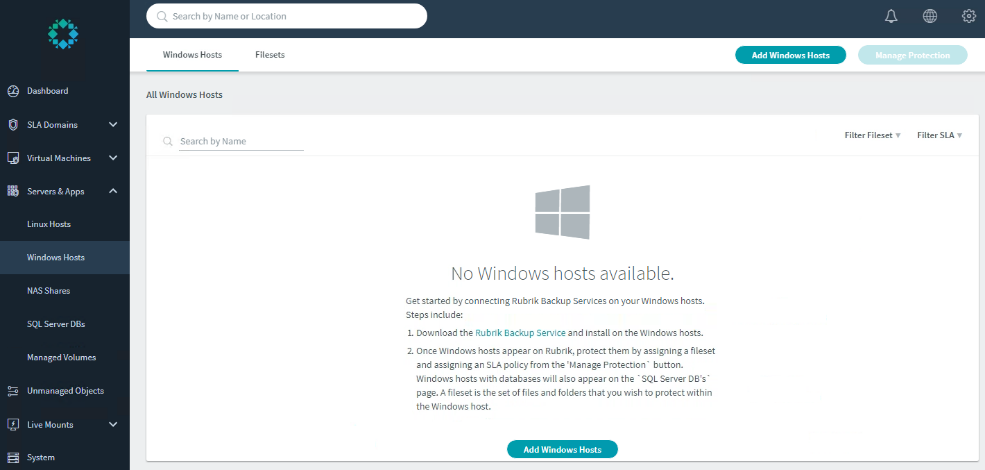 Search by Name or Location
Windows Hosts
Filesets
Add Windows Hosts
Manage Protection
Dashboard
SLA Domains
Virtual Machines
Servers & Apps
Linux Hosts
Windows Hosts
NAS Shares
SQL Server DBs
Managed Volumes
Unmanaged Objects
Live Mounts
System
All Windows Hosts
Search by Name
Filter Fileset
Filter SLA
No Windows hosts available.
Get started by connecting Rubrik Backup Services on your Windows hosts.
Steps include:
1. Download the Rubrik Backup Service and install on the Windows hosts.
2. Once Windows hosts appear on Rubrik, protect them by assigning a fileset
and assigning an SLA policy from the 'Manage Protection` button.
Windows hosts with databases will also appear on the `SQL Server DB's`
page. A fileset is the set of files and folders that you wish to protect within
the Windows host.
Add Windows Hosts